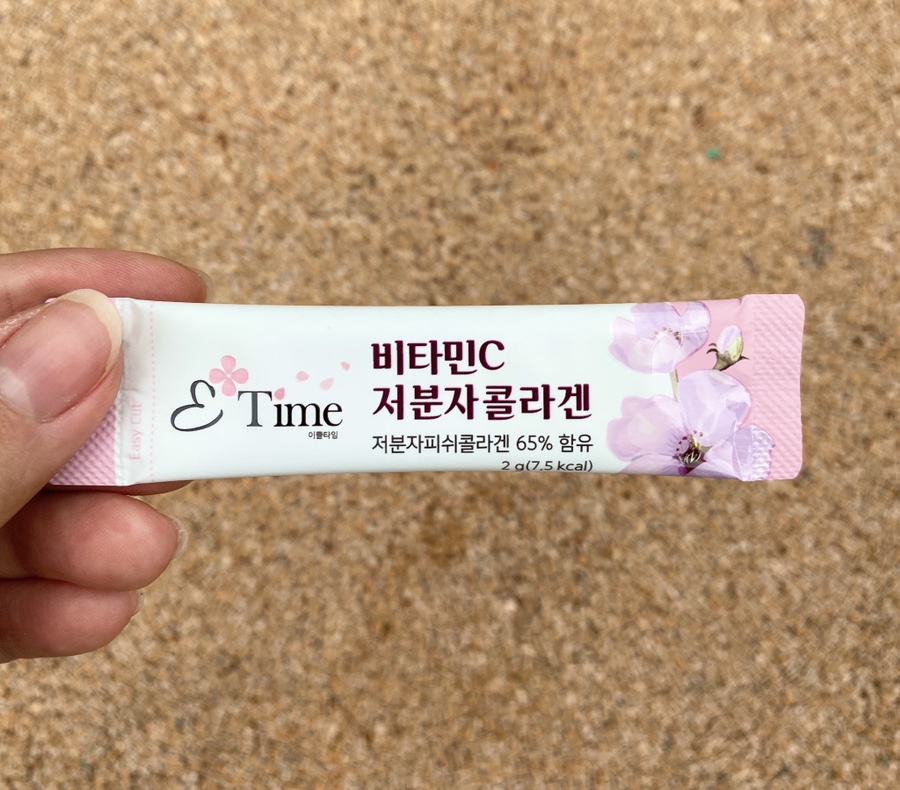 Easy Cut
E Time
이뜰타임
비타민C
저분자콜라겐
저분자피쉬콜라겐 65% 함유
2 g(7.5 kcal)